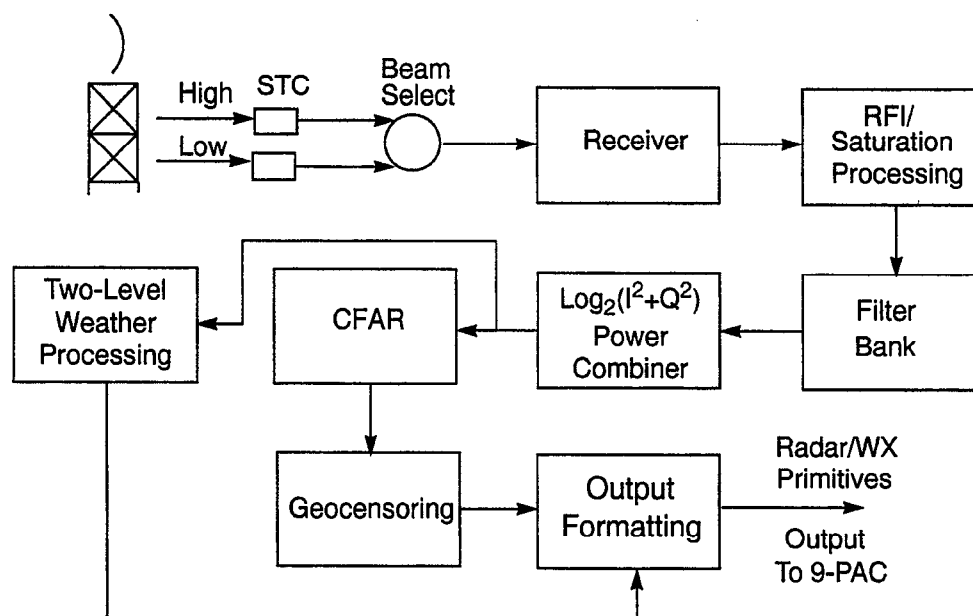 High
Low
STC
Beam
Select
Receiver
RFI/
Saturation
Processing
Two-Level
Weather
Processing
CFAR
Log₂(I²+Q²)
Power
Combiner
Filter
Bank
Geocensoring
Output
Formatting
Radar/WX
Primitives
Output
To 9-PAC